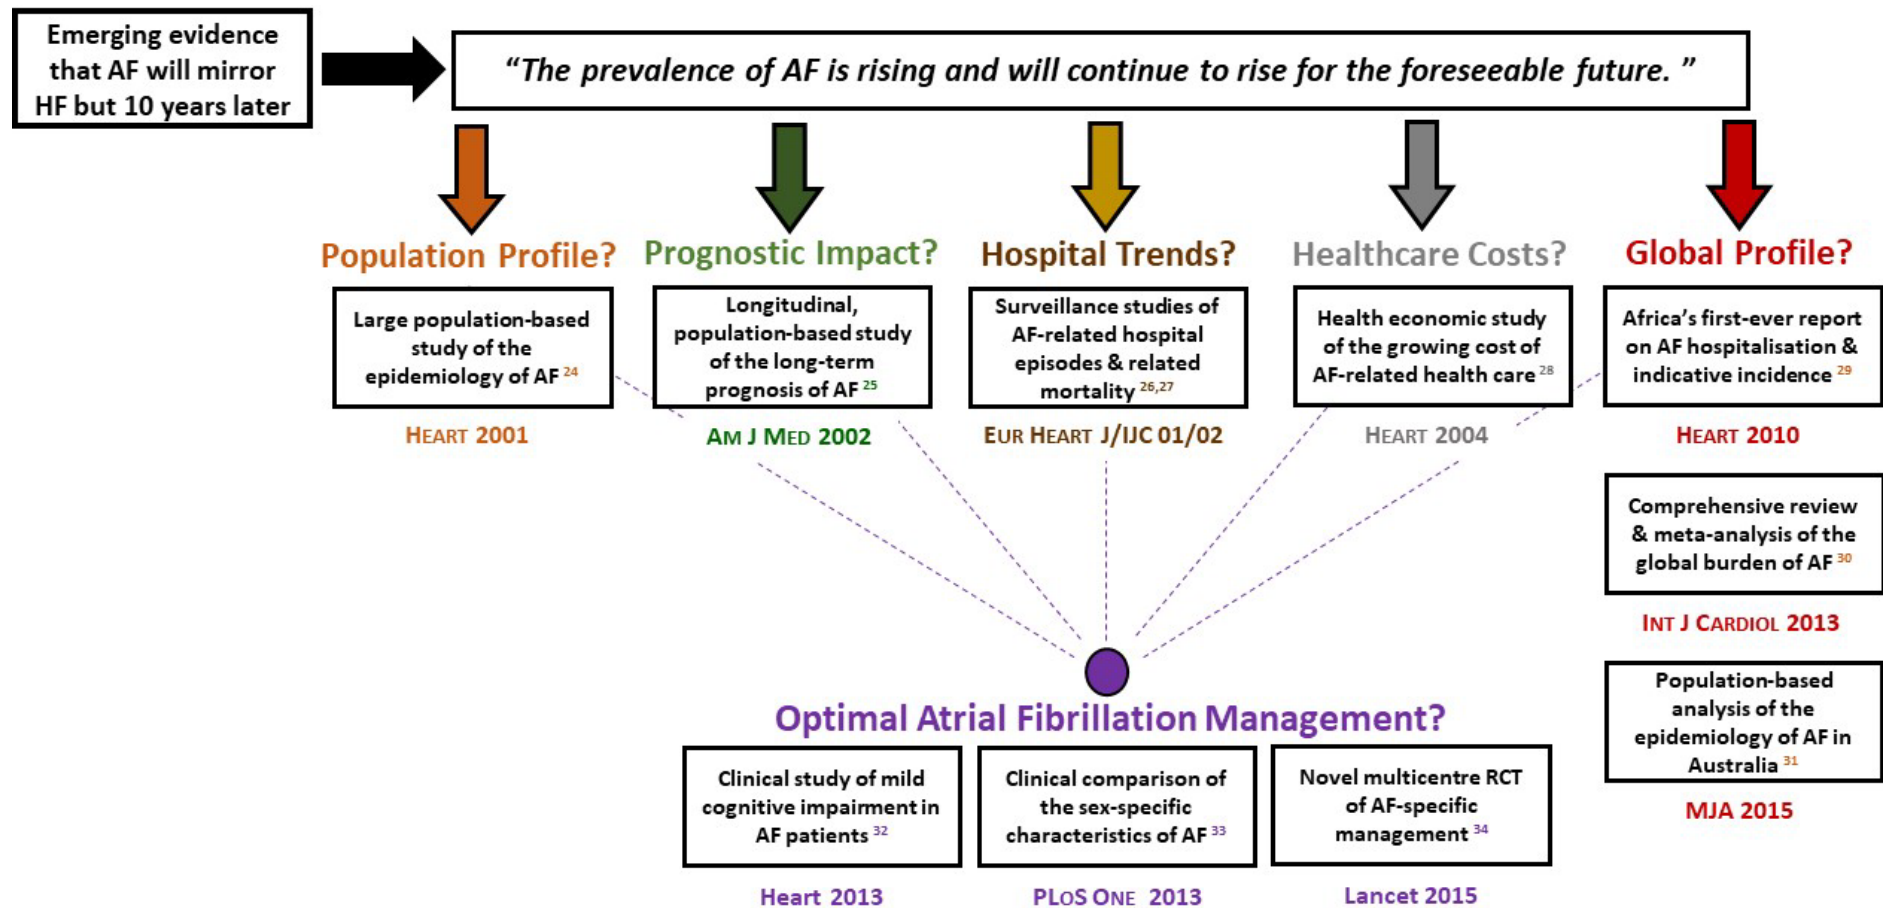 Emerging evidence
that AF will mirror
HF but 10 years later
“The prevalence of AF is rising and will continue to rise for the foreseeable future. ”
Population Profile?
Large population-based
study of the
epidemiology of AF 24
HEART 2001
Prognostic Impact?
Longitudinal,
population-based study
of the long-term
prognosis of AF 25
AM J MED 2002
Hospital Trends?
Surveillance studies of
AF-related hospital
episodes & related
mortality 26,27
EUR HEART J/IJC 01/02
Healthcare Costs?
Health economic study
of the growing cost of
AF-related health care 28
HEART 2004
Global Profile?
Africa’s first-ever report
on AF hospitalisation &
indicative incidence 29
HEART 2010
Comprehensive review
& meta-analysis of the
global burden of AF 30
INT J CARDIOL 2013
Population-based
analysis of the
epidemiology of AF in
Australia 31
MJA 2015
Optimal Atrial Fibrillation Management?
Clinical study of mild
cognitive impairment in
AF patients 32
Heart 2013
Clinical comparison of
the sex-specific
characteristics of AF 33
PLOS ONE 2013
Novel multicentre RCT
of AF-specific
management 34
Lancet 2015